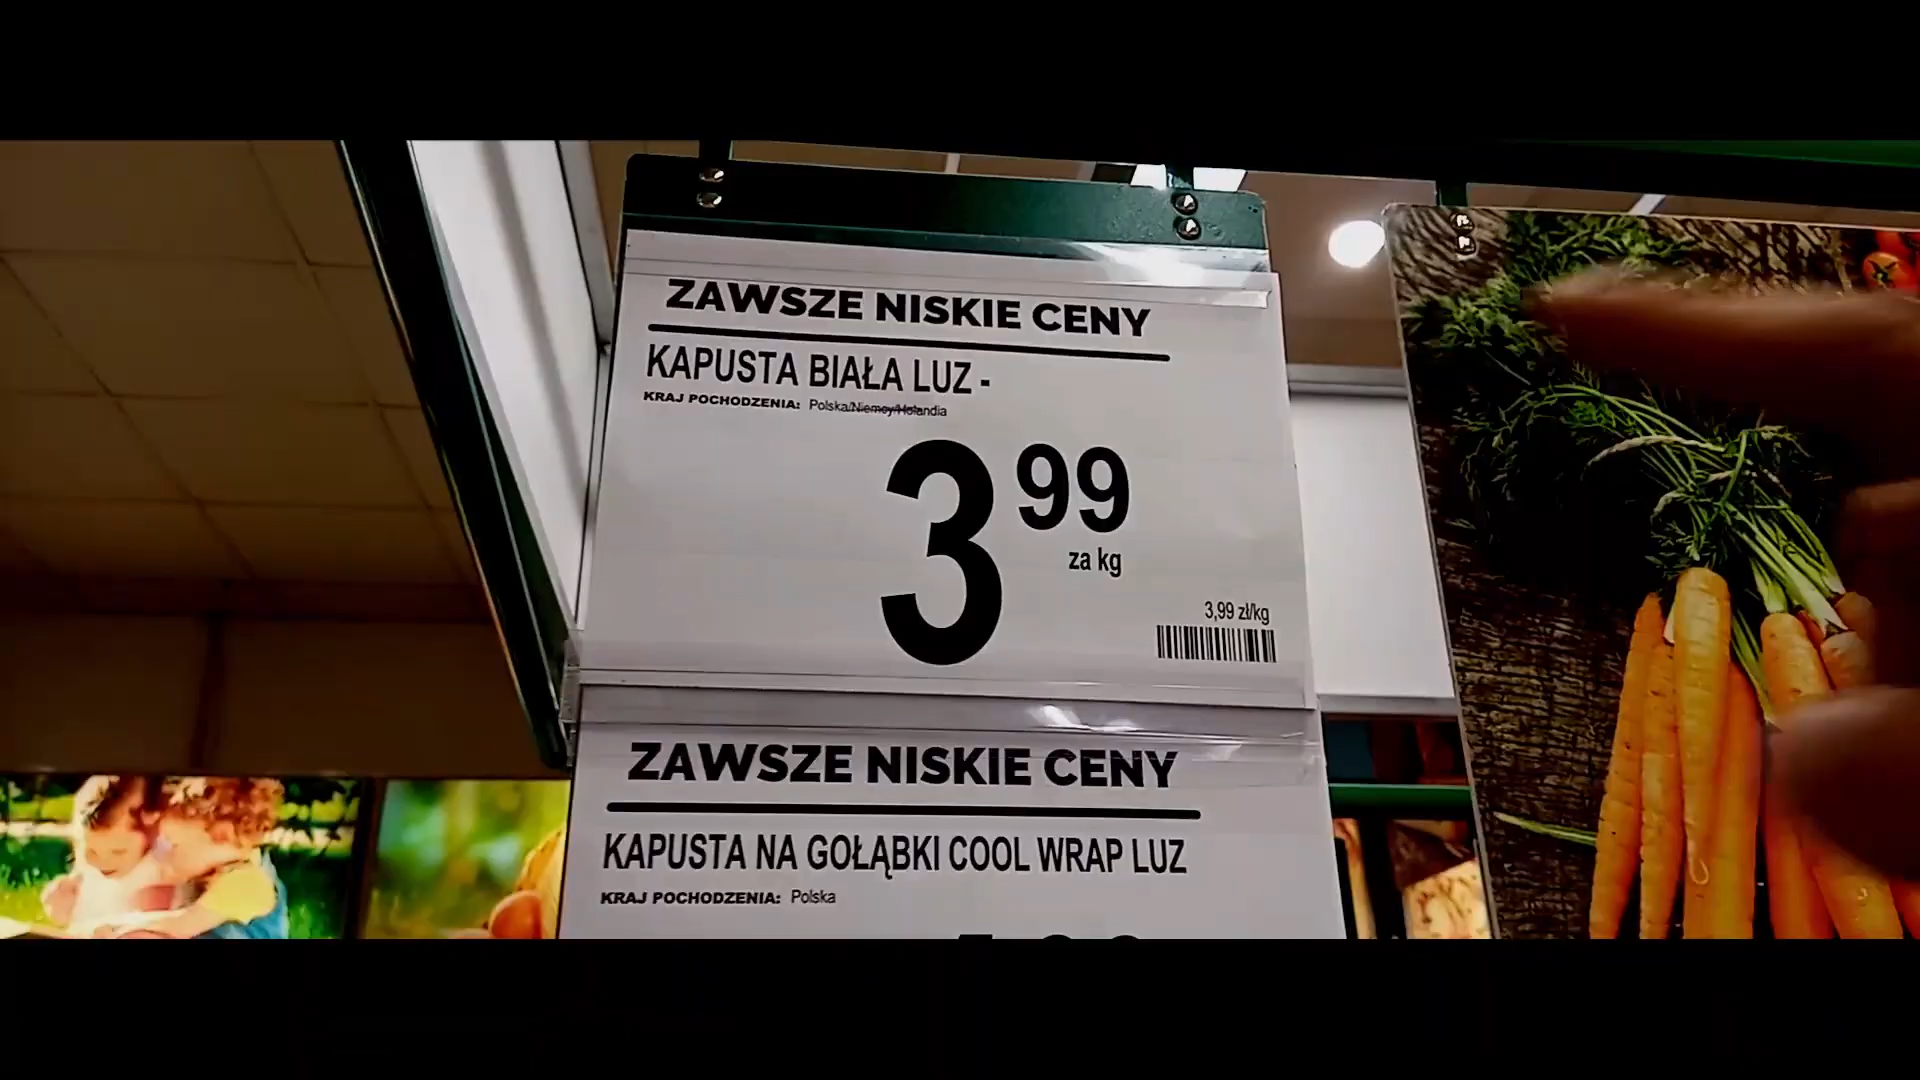 ZAWSZE NISKIE CENY
KAPUSTA BIAŁA LUZ -
KRAJ POCHODZENIA: Polska/Niemcy/Holandia
3 99
za kg
3,99 zł/kg
ZAWSZE NISKIE CENY
KAPUSTA NA GOŁĄBKI COOL WRAP LUZ
KRAJ POCHODZENIA: Polska